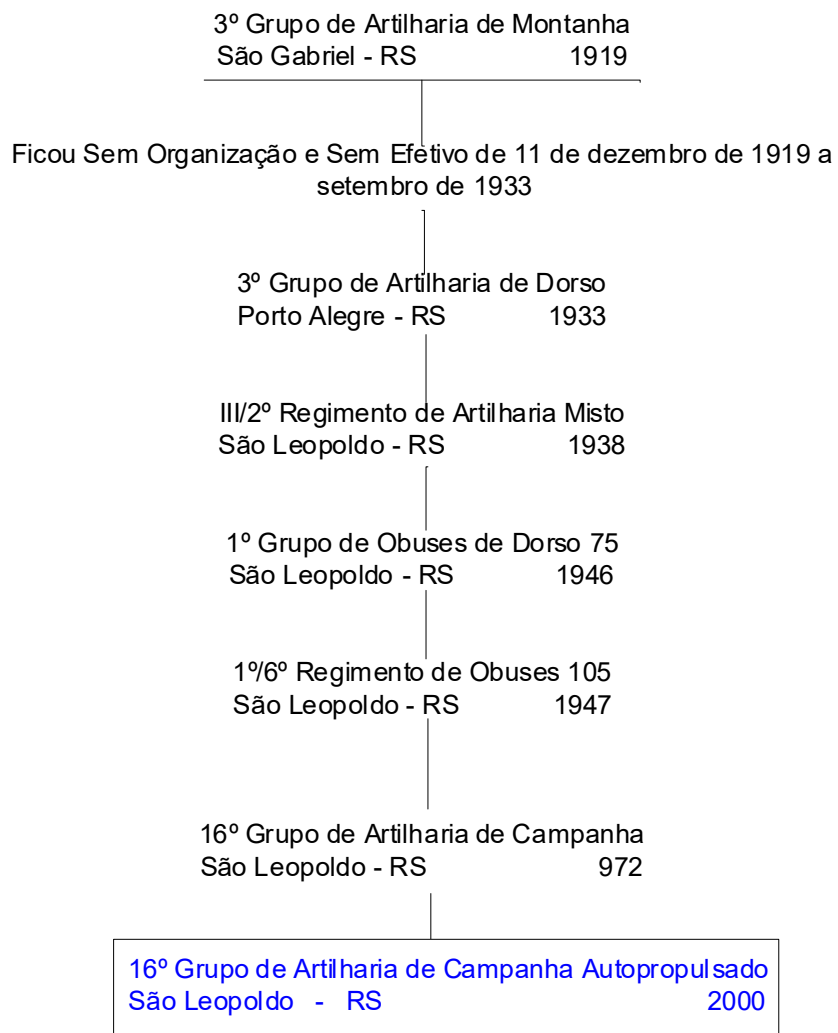 3º Grupo de Artilharia de Montanha
São Gabriel - RS 1919
Ficou Sem Organização e Sem Efetivo de 11 de dezembro de 1919 a
setembro de 1933
3º Grupo de Artilharia de Dorso
Porto Alegre - RS 1933
III/2º Regimento de Artilharia Misto
São Leopoldo - RS 1938
1º Grupo de Obuses de Dorso 75
São Leopoldo - RS 1946
1º/6º Regimento de Obuses 105
São Leopoldo - RS 1947
16º Grupo de Artilharia de Campanha
São Leopoldo - RS 972
16º Grupo de Artilharia de Campanha Autopropulsado
São Leopoldo - RS 2000